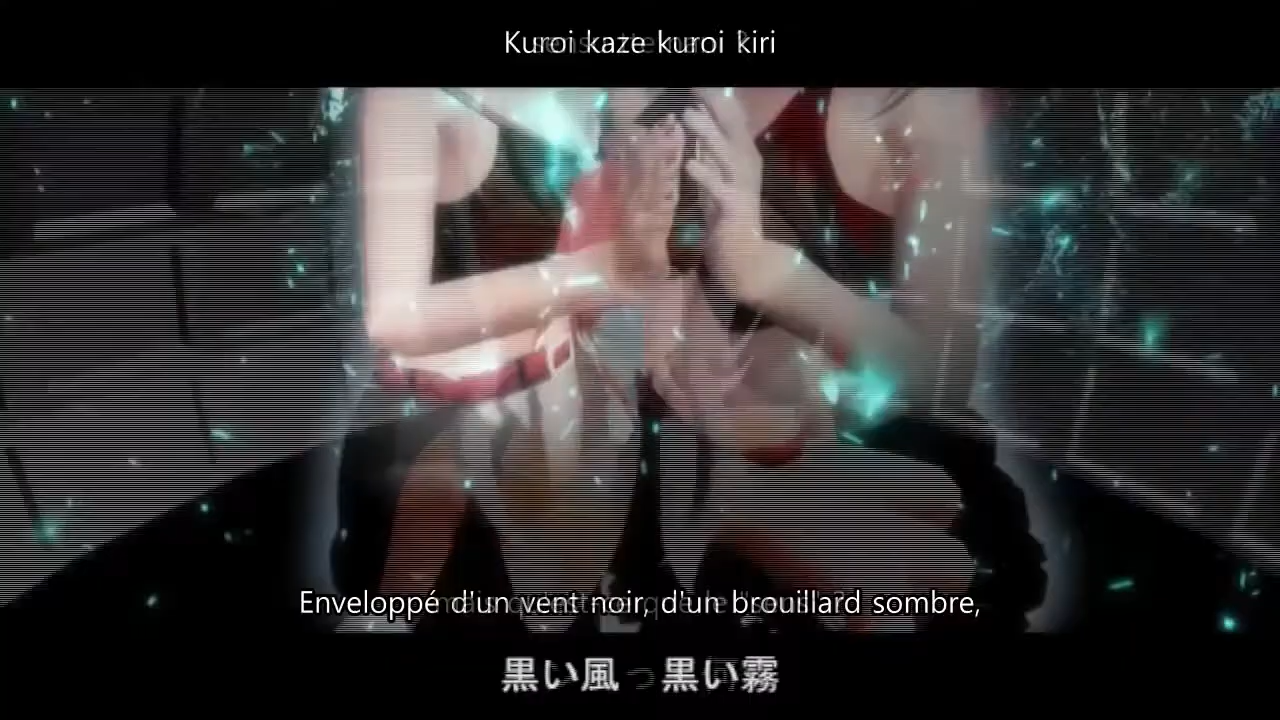 Kuroi kaze kuroi kiri
Enveloppé d'un vent noir, d'un brouillard sombre,
黒い風 黒い霧